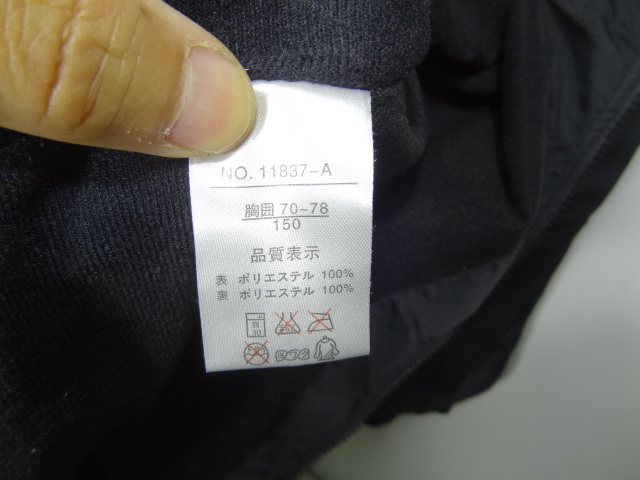 NO. 11837-A
胸囲 70~78
150
品質表示
表 ポリエステル 100%
裏 ポリエステル 100%